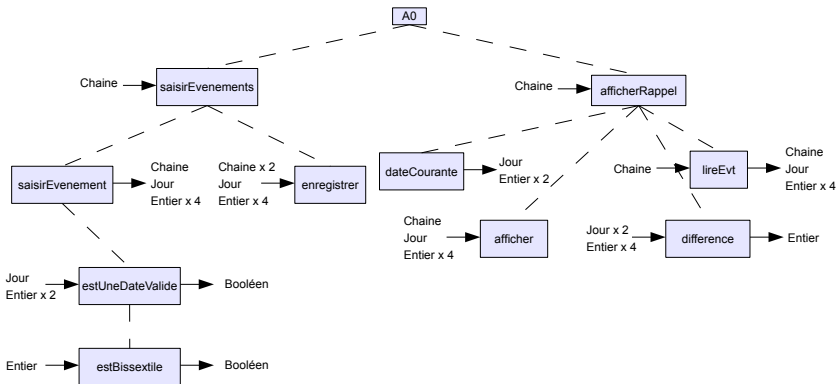 A0
Chaine
saisirEvenements
Chaine
afficherRappel
saisirEvenement
Chaine
Jour
Entier x 4
Chaine x 2
Jour
Entier x 4
enregistrer
dateCourante
Jour
Entier x 2
Chaine
lireEvt
Chaine
Jour
Entier x 4
Chaine
Jour
Entier x 4
afficher
Jour x 2
Entier x 4
difference
Entier
Jour
Entier x 2
estUneDateValide
Booléen
Entier
estBissextile
Booléen